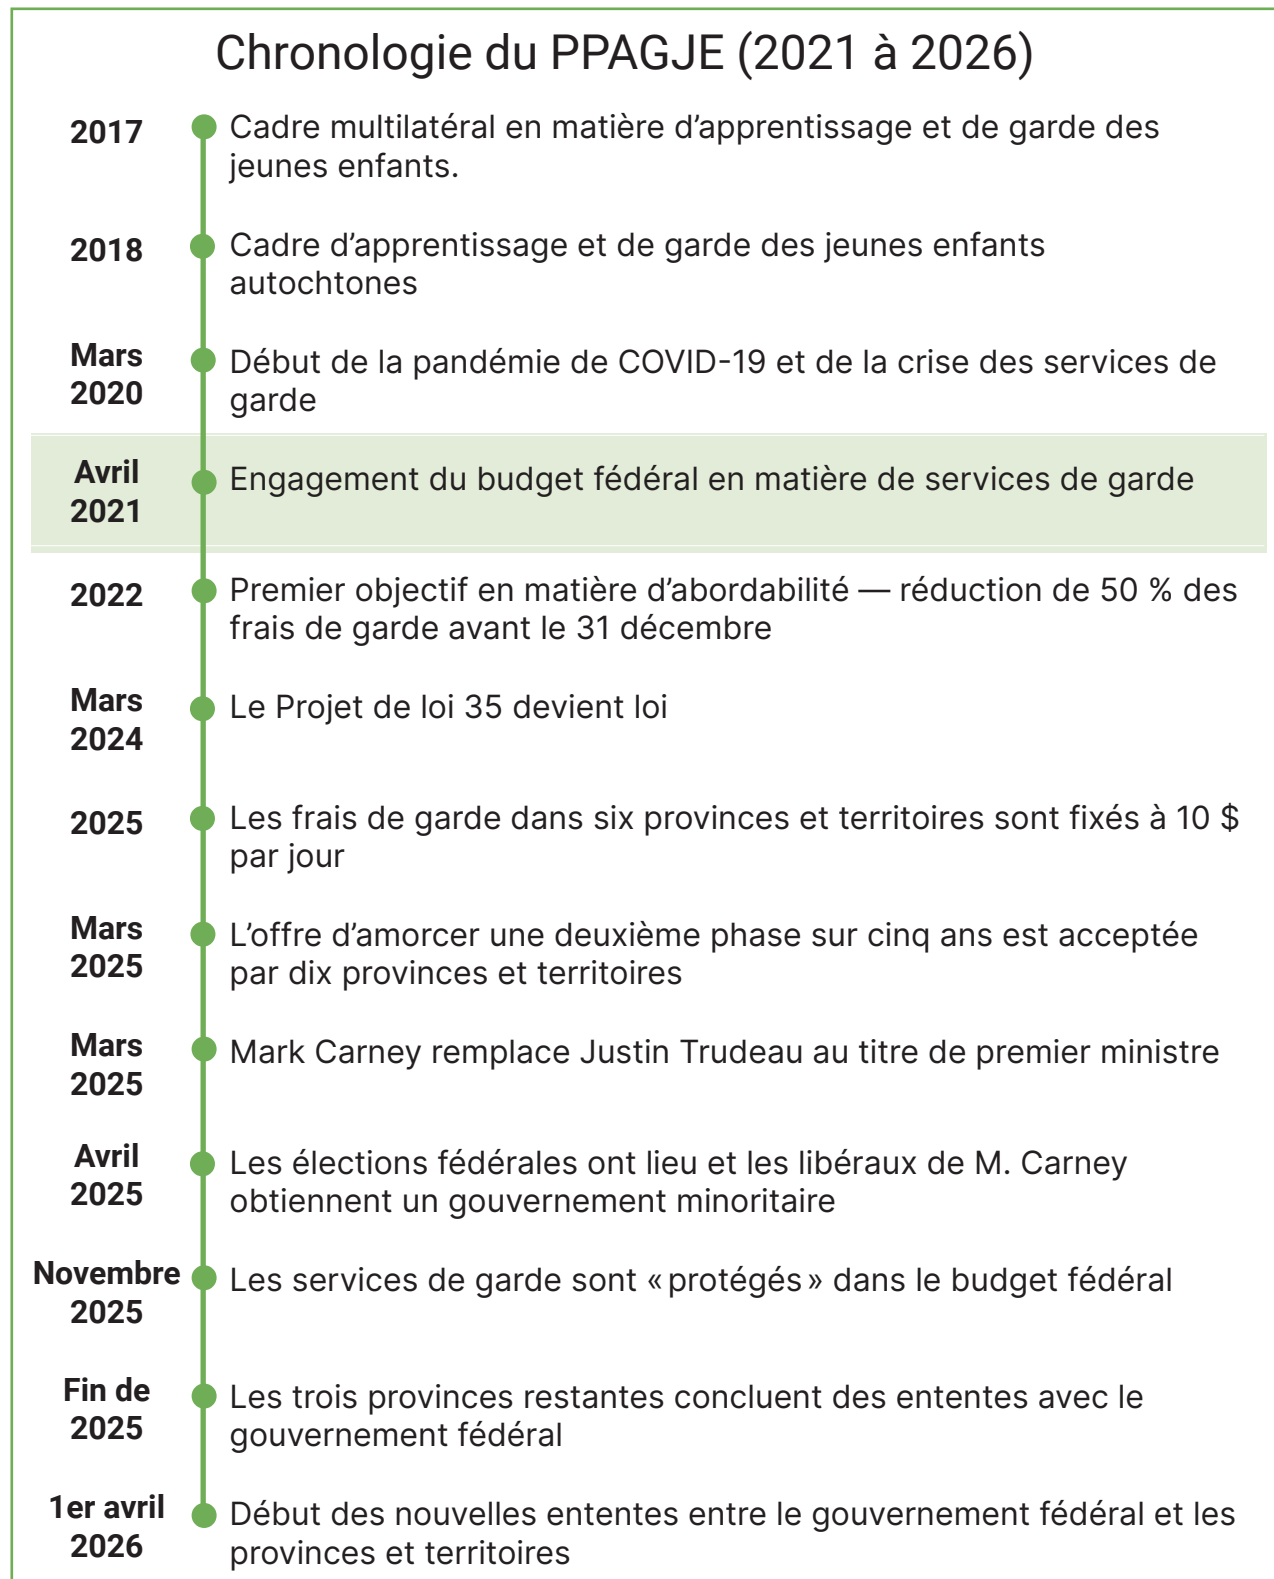 Chronologie du PPAGJE (2021 à 2026)
2017
Cadre multilatéral en matière d’apprentissage et de garde des
jeunes enfants.
2018
Cadre d’apprentissage et de garde des jeunes enfants
autochtones
Mars
2020
Début de la pandémie de COVID-19 et de la crise des services de
garde
Avril
2021
Engagement du budget fédéral en matière de services de garde
2022
Premier objectif en matière d’abordabilité — réduction de 50 % des
frais de garde avant le 31 décembre
Mars
2024
Le Projet de loi 35 devient loi
2025
Les frais de garde dans six provinces et territoires sont fixés à 10 $
par jour
Mars
2025
L’offre d’amorcer une deuxième phase sur cinq ans est acceptée
par dix provinces et territoires
Mars
2025
Mark Carney remplace Justin Trudeau au titre de premier ministre
Avril
2025
Les élections fédérales ont lieu et les libéraux de M. Carney
obtiennent un gouvernement minoritaire
Novembre
2025
Les services de garde sont « protégés » dans le budget fédéral
Fin de
2025
Les trois provinces restantes concluent des ententes avec le
gouvernement fédéral
1er avril
2026
Début des nouvelles ententes entre le gouvernement fédéral et les
provinces et territoires